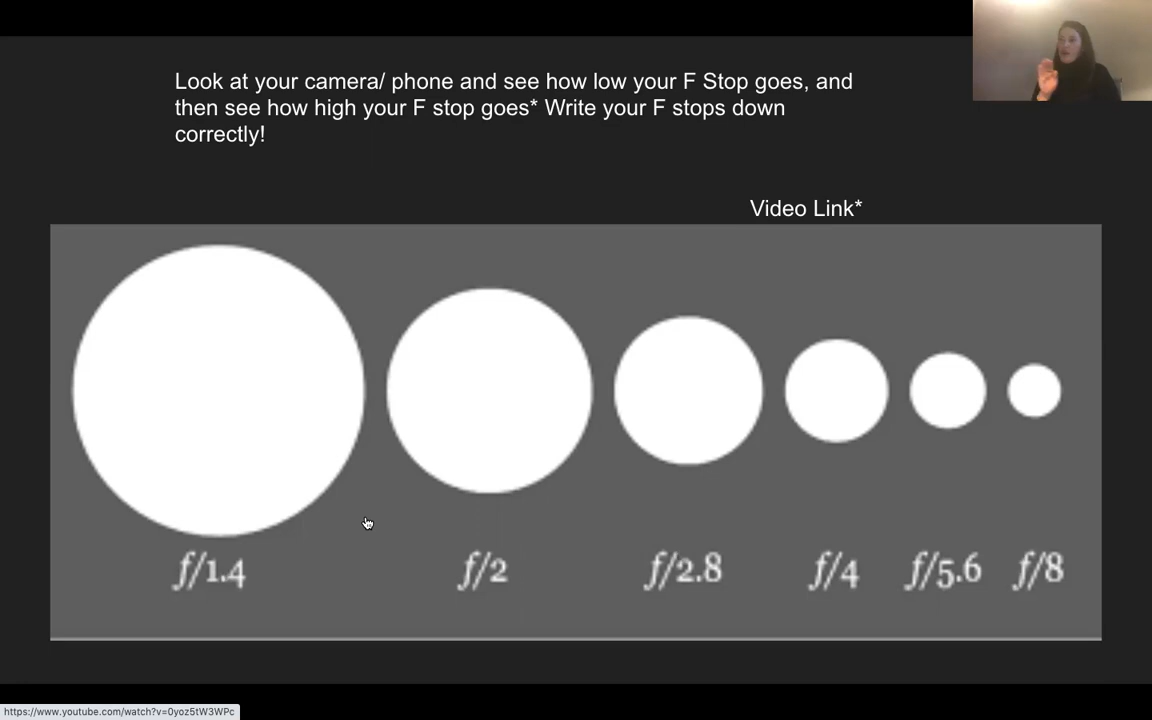 Look at your camera/ phone and see how low your F Stop goes, and
then see how high your F stop goes* Write your F stops down
correctly!
Video Link*
f/1.4 f/2 f/2.8 f/4 f/5.6 f/8
https://www.youtube.com/watch?v=0yoz5tW3WPc